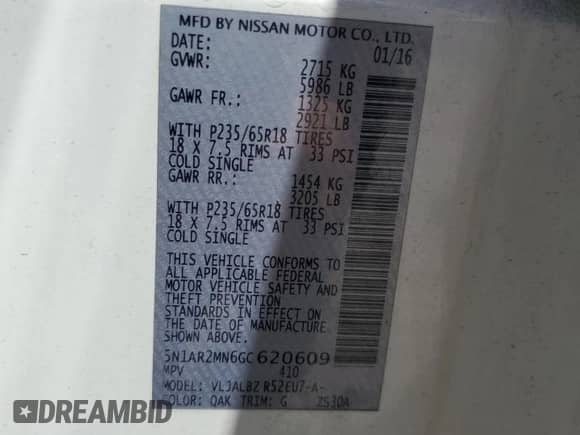 MFD BY NISSAN MOTOR CO., LTD.
DATE: 01/16
GVWR: 2715 KG
5986 LB
GAWR FR.: 1325 KG
2921 LB
WITH P235/65R18 TIRES
18 X 7.5 RIMS AT 33 PSI
COLD SINGLE
GAWR RR.: 1454 KG
3205 LB
WITH P235/65R18 TIRES
18 X 7.5 RIMS AT 33 PSI
COLD SINGLE
THIS VEHICLE CONFORMS TO
ALL APPLICABLE FEDERAL
MOTOR VEHICLE SAFETY AND
THEFT PREVENTION
STANDARDS IN EFFECT ON
THE DATE OF MANUFACTURE
SHOWN ABOVE.
5N1AR2MN6GC620609
MPV 410
MODEL: VLJALBZ R52EU7-A-
COLOR: QAK TRIM: G ZS30A
DREAMBID